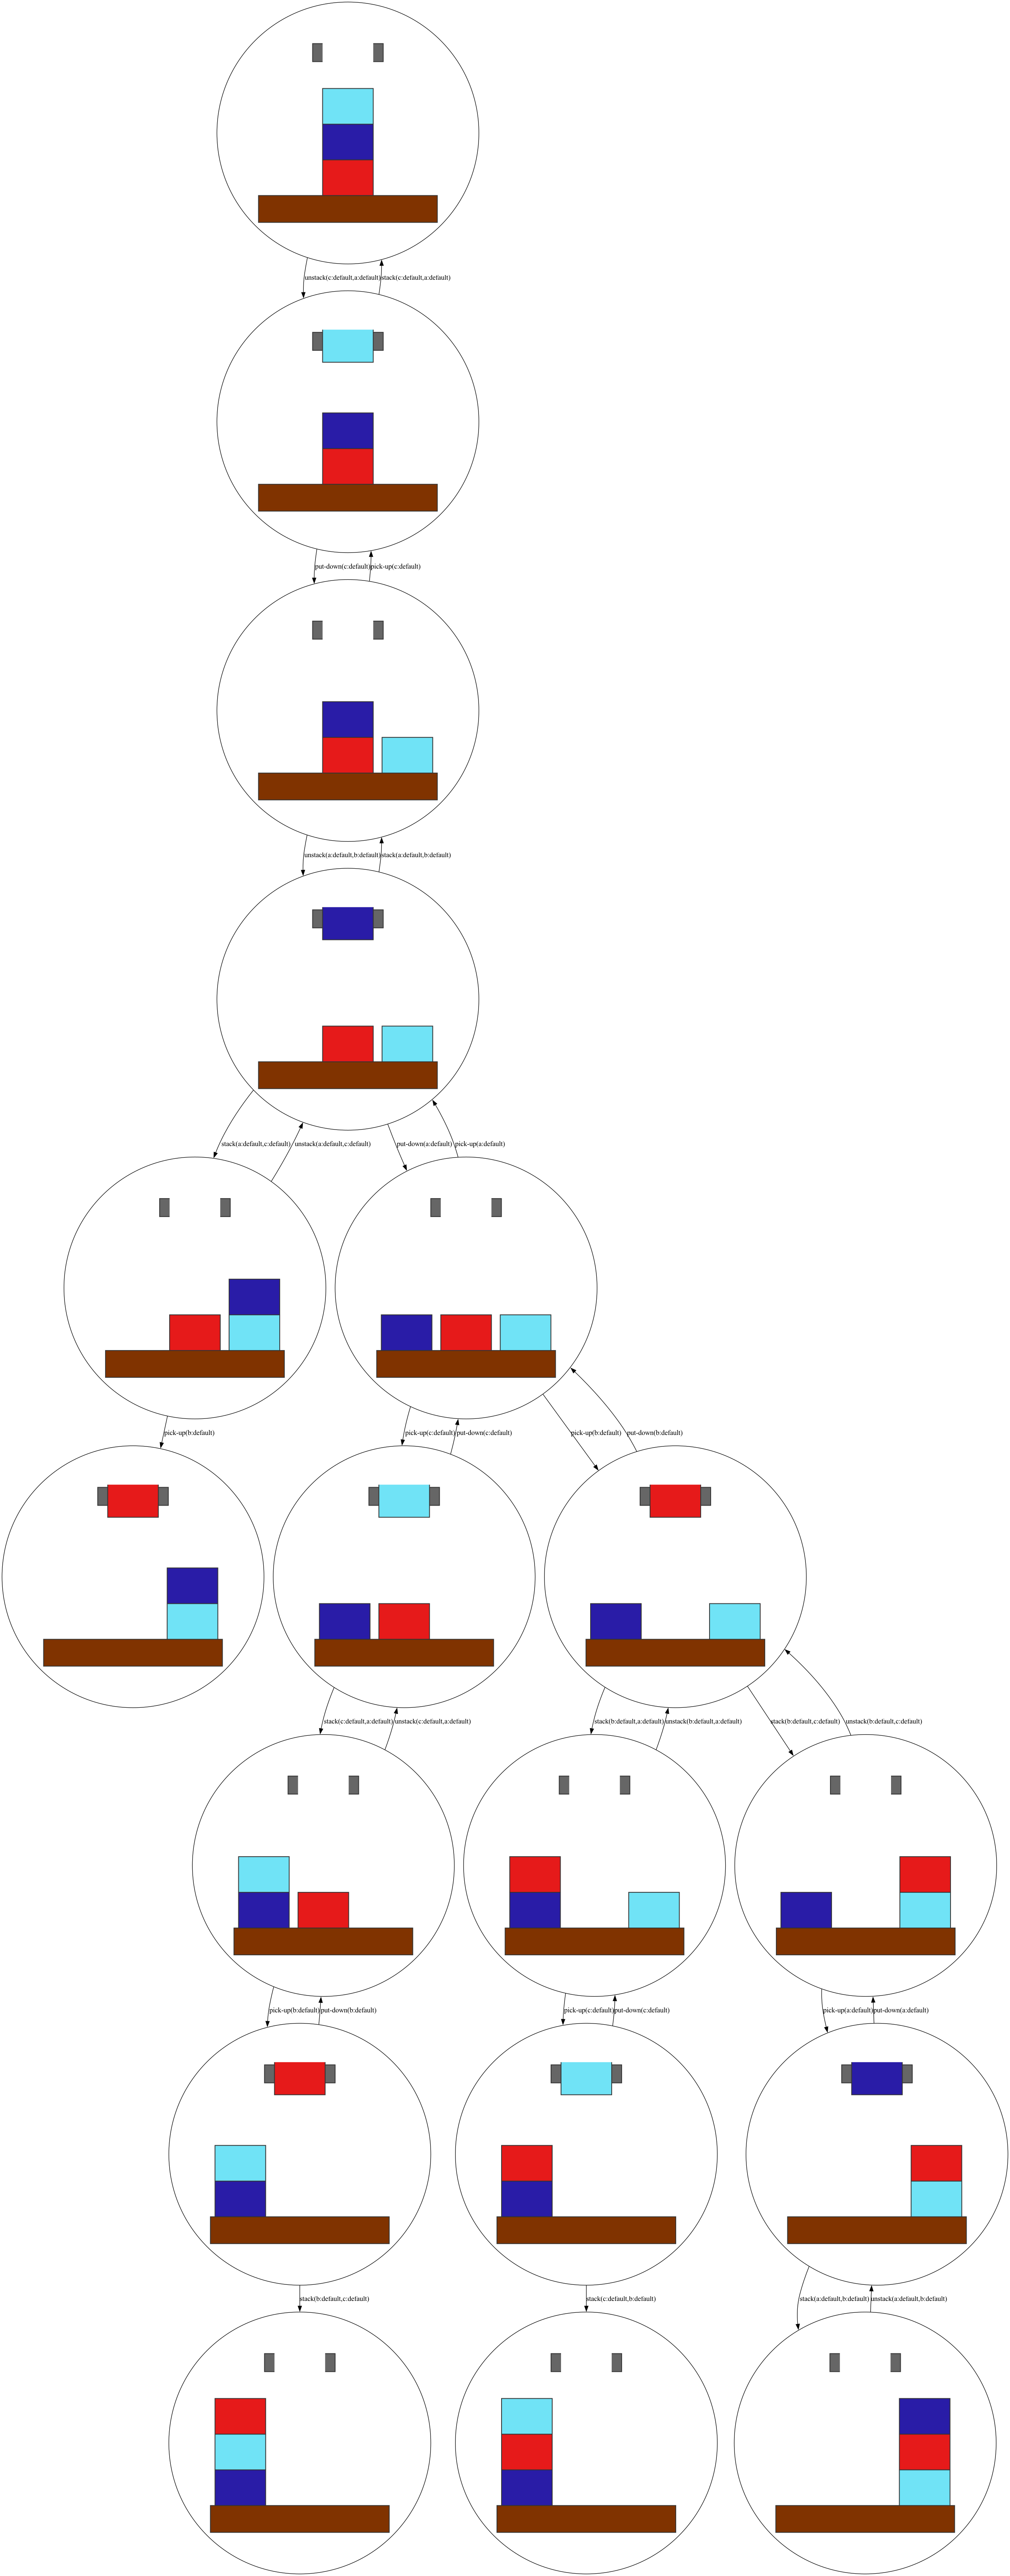 unstack(c:default,a:default)
stack(c:default,a:default)
put-down(c:default)
pick-up(c:default)
unstack(a:default,b:default)
stack(a:default,b:default)
stack(a:default,c:default)
unstack(a:default,c:default)
put-down(a:default)
pick-up(a:default)
pick-up(b:default)
pick-up(c:default)
put-down(c:default)
pick-up(b:default)
put-down(b:default)
stack(c:default,a:default)
unstack(c:default,a:default)
stack(b:default,a:default)
unstack(b:default,a:default)
stack(b:default,c:default)
unstack(b:default,c:default)
pick-up(b:default)
put-down(b:default)
pick-up(c:default)
put-down(c:default)
pick-up(a:default)
put-down(a:default)
stack(b:default,c:default)
stack(c:default,b:default)
stack(a:default,b:default)
unstack(a:default,b:default)